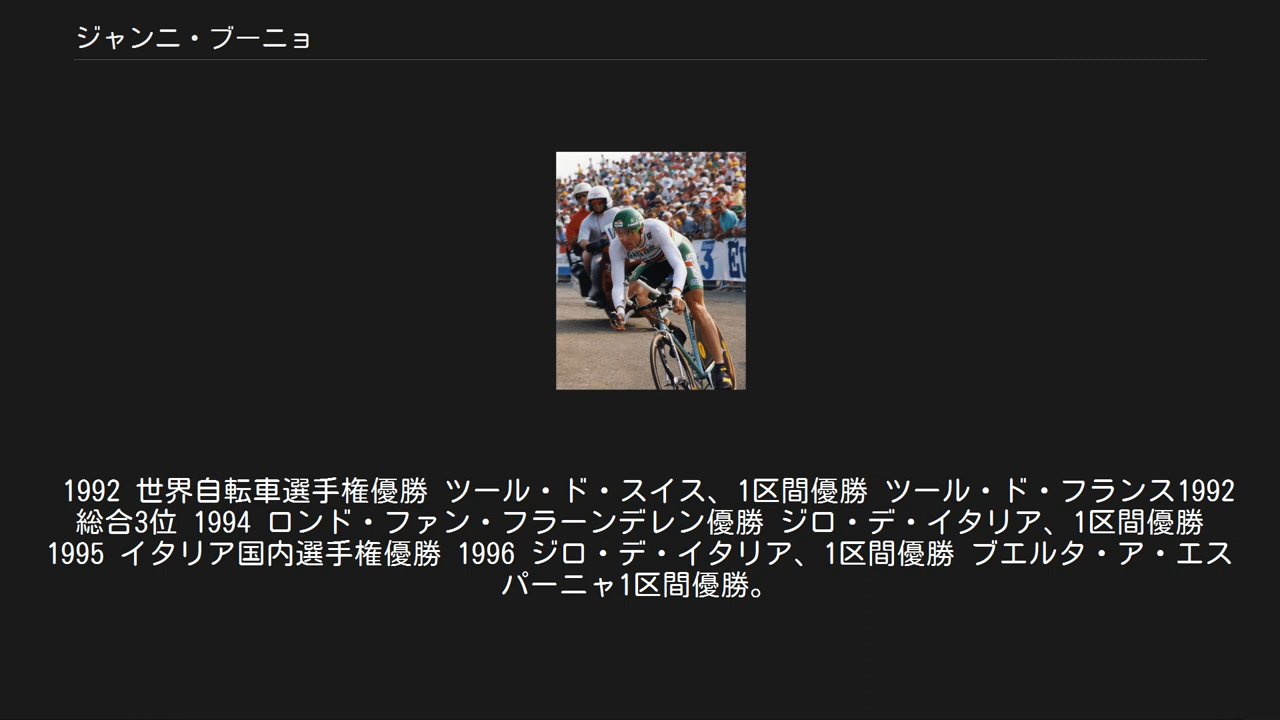 ジャンニ・ブーニョ
1992 世界自転車選手権優勝 ツール・ド・スイス、1区間優勝 ツール・ド・フランス1992
総合3位 1994 ロンド・ファン・フラーンデレン優勝 ジロ・デ・イタリア、1区間優勝
1995 イタリア国内選手権優勝 1996 ジロ・デ・イタリア、1区間優勝 ブエルタ・ア・エス
パーニャ1区間優勝。